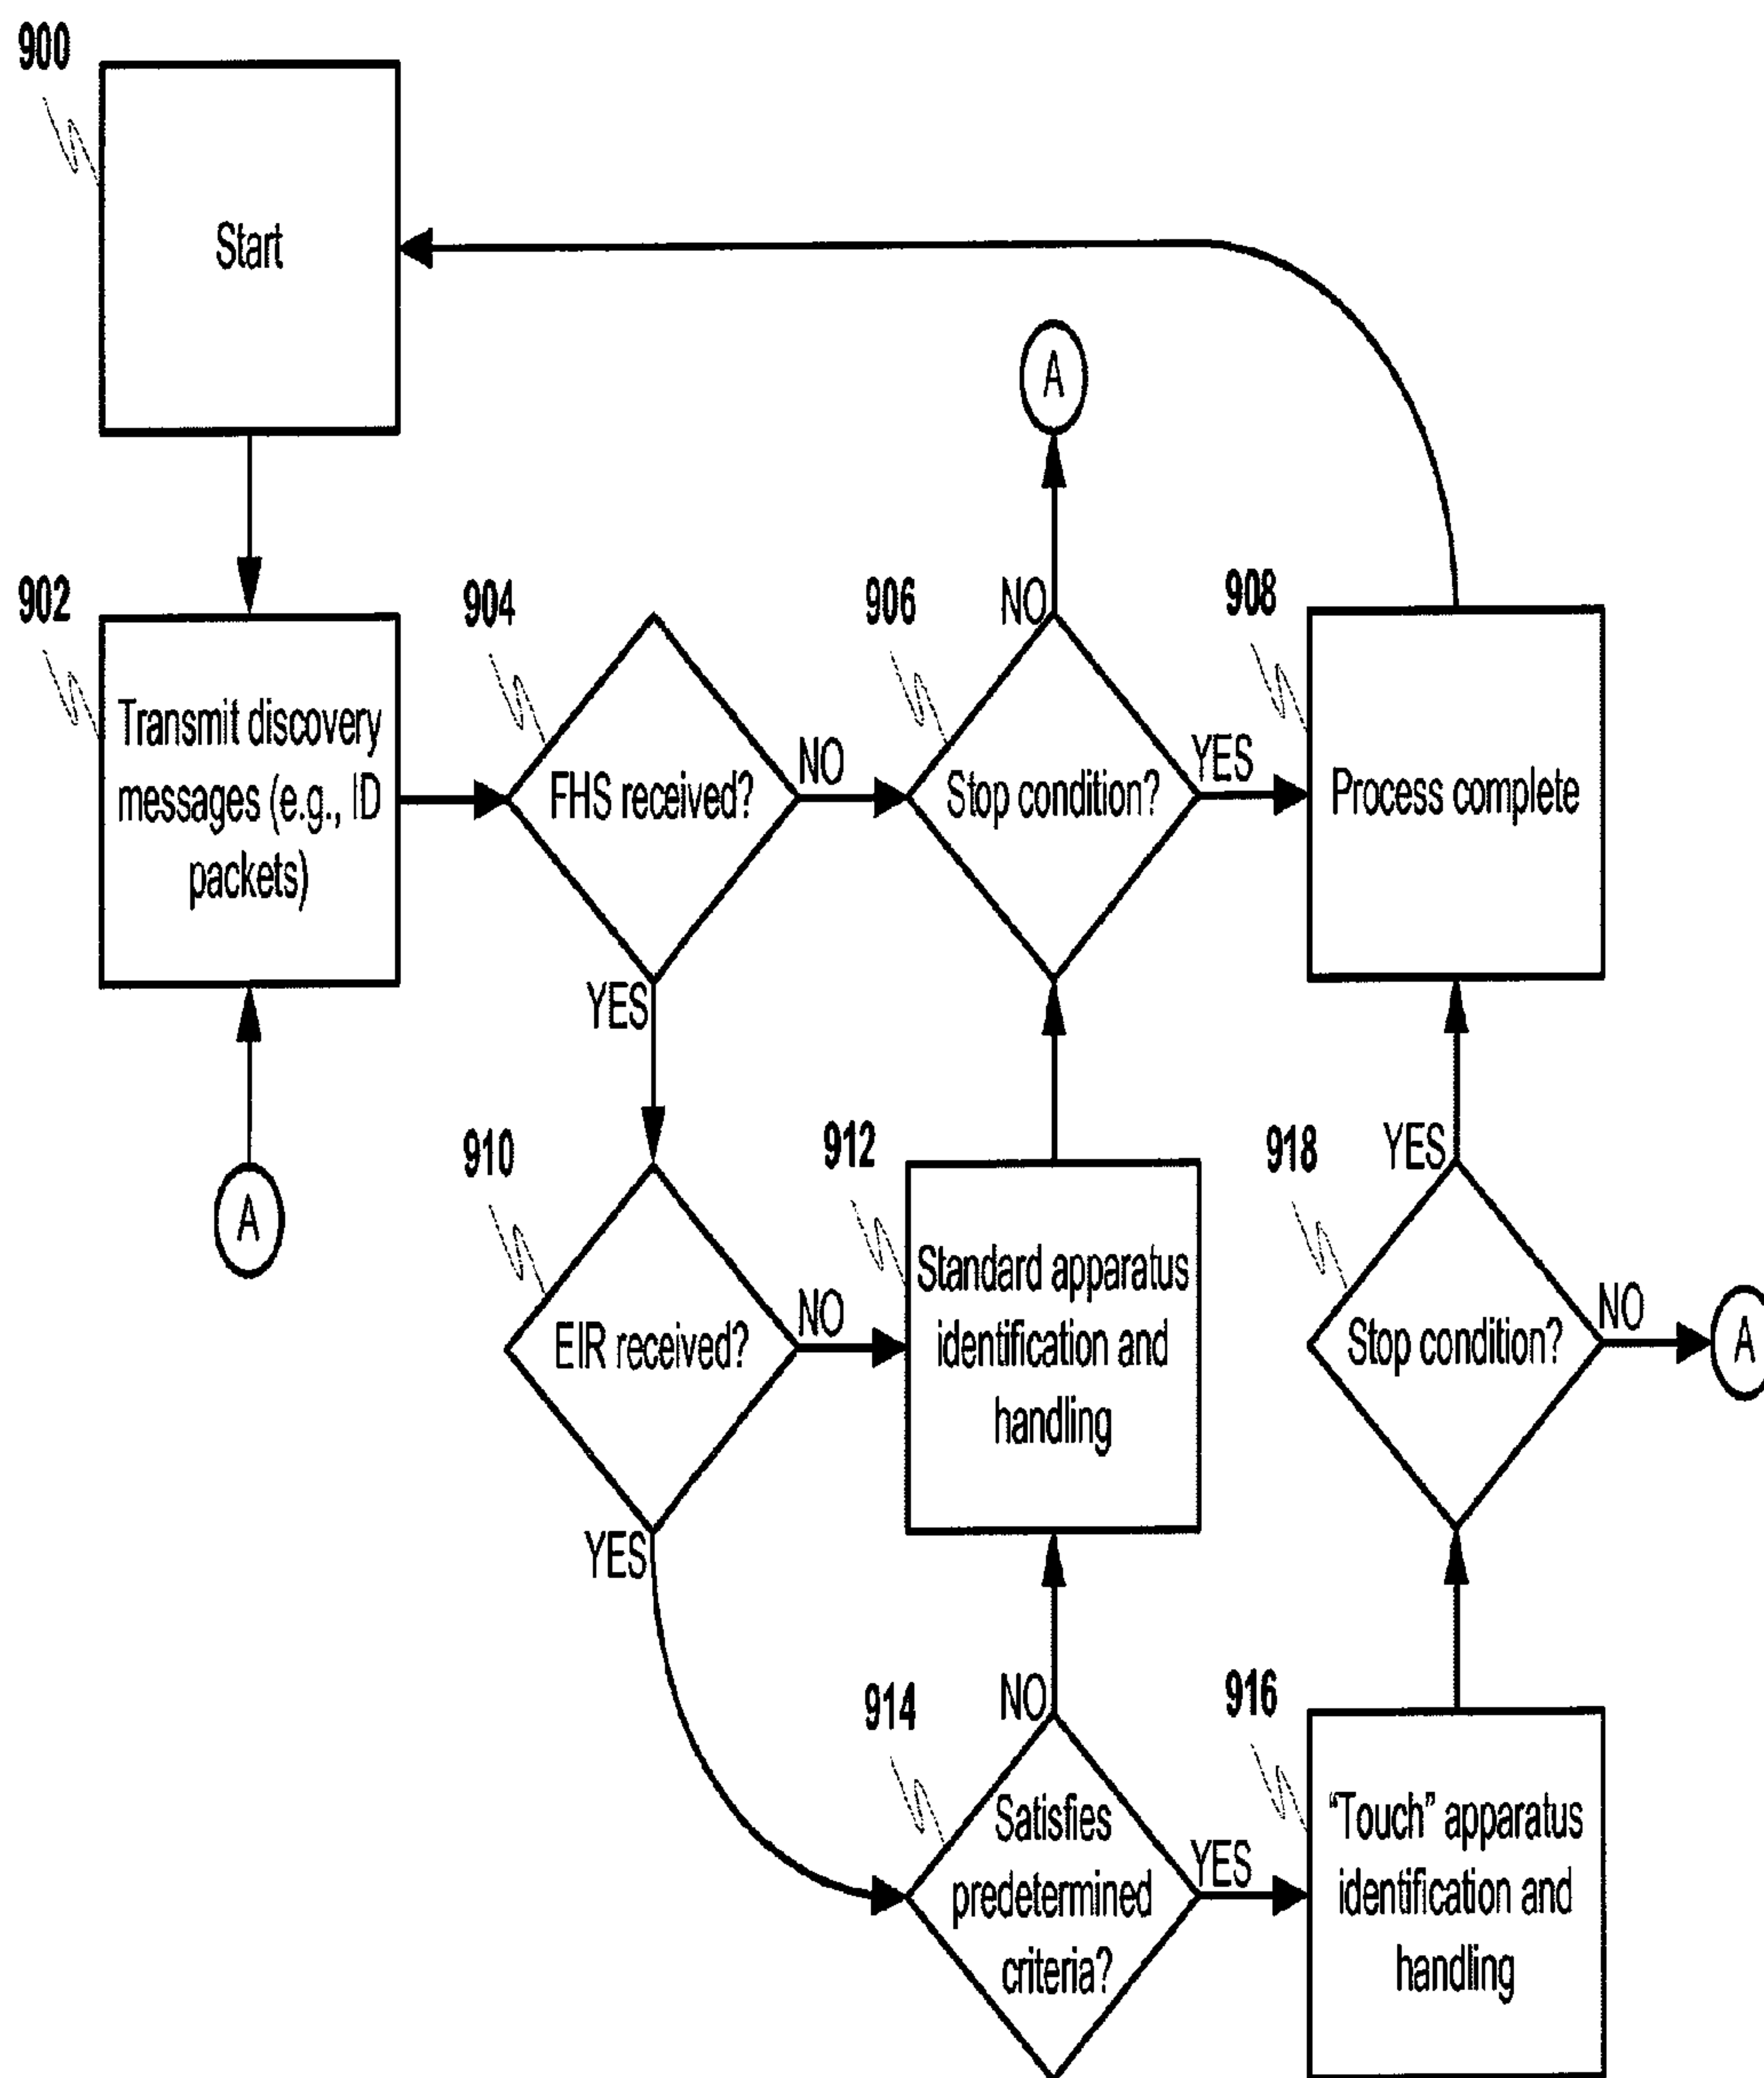 900
Start
A
902
904
906
908
NO
Transmit discovery
messages (e.g., ID
packets)
FHS received?
NO
Stop condition?
YES
Process complete
YES
A
910
912
918
YES
EIR received?
NO
Standard apparatus
identification and
handling
Stop condition?
NO
A
YES
914
NO
916
Satisfies
predetermined
criteria?
YES
“Touch” apparatus
identification and
handling